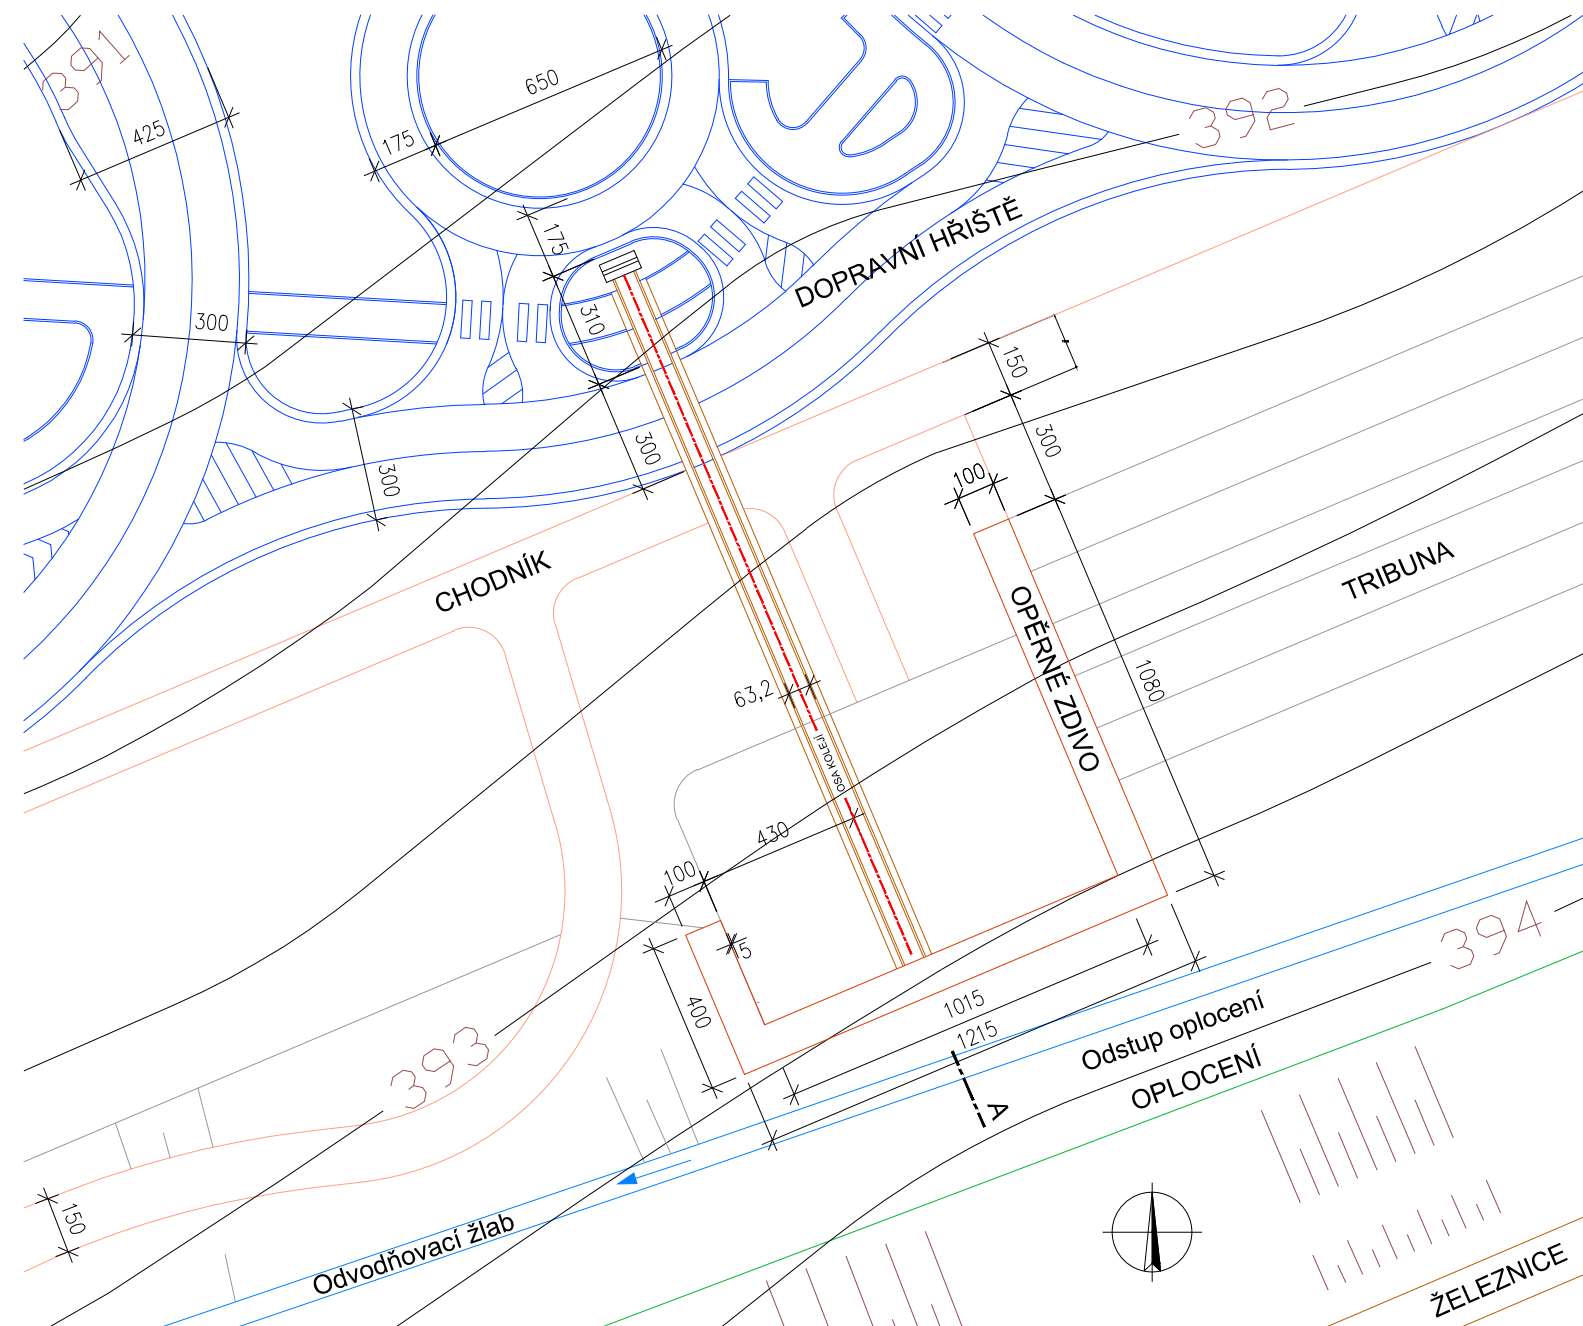 391
425
175
650
392
175
DOPRAVNÍ HŘIŠTĚ
300
310
150
300
300
300
100
CHODNÍK
TRIBUNA
OPĚRNÉ ZDIVO
1080
63,2
OSA KOLEJÍ
430
100
15
400
394
1015
1215
Odstup oplocení
OPLOCENÍ
393
A
150
Odvodňovací žlab
ŽELEZNICE